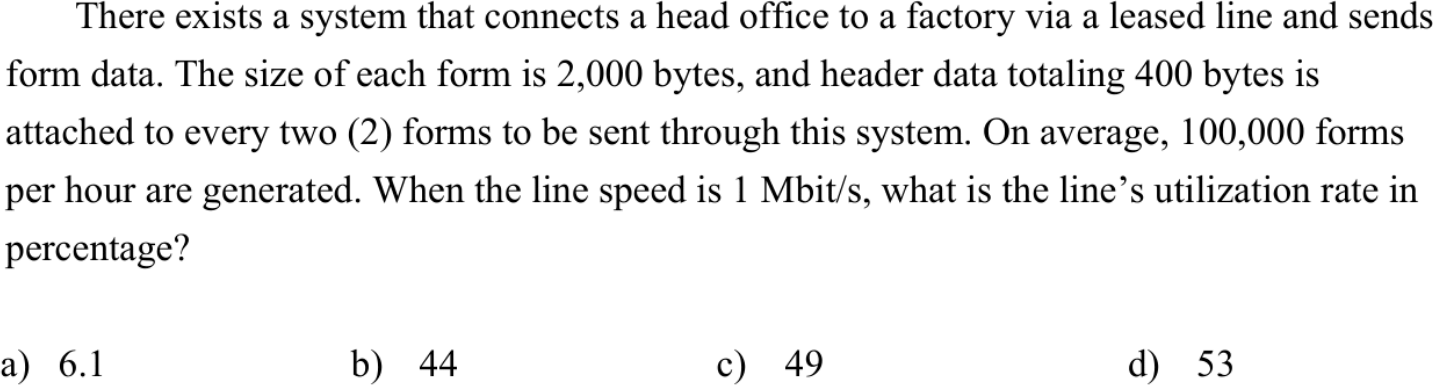 There exists a system that connects a head office to a factory via a leased line and sends
form data. The size of each form is 2,000 bytes, and header data totaling 400 bytes is
attached to every two (2) forms to be sent through this system. On average, 100,000 forms
per hour are generated. When the line speed is 1 Mbit/s, what is the line’s utilization rate in
percentage?
a) 6.1 b) 44 c) 49 d) 53